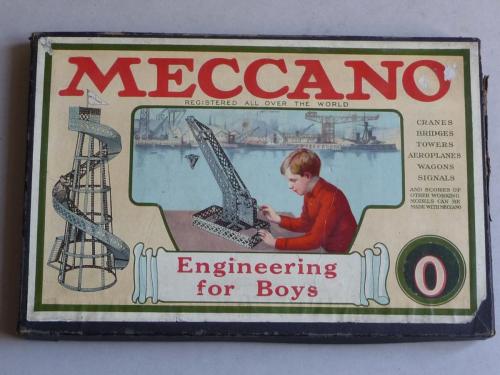 MECCANO
REGISTERED ALL OVER THE WORLD
CRANES
BRIDGES
TOWERS
AEROPLANES
WAGONS
SIGNALS
AND SCORES OF
OTHER WORKING
MODELS CAN BE
MADE WITH MECCANO
Engineering
for Boys
0